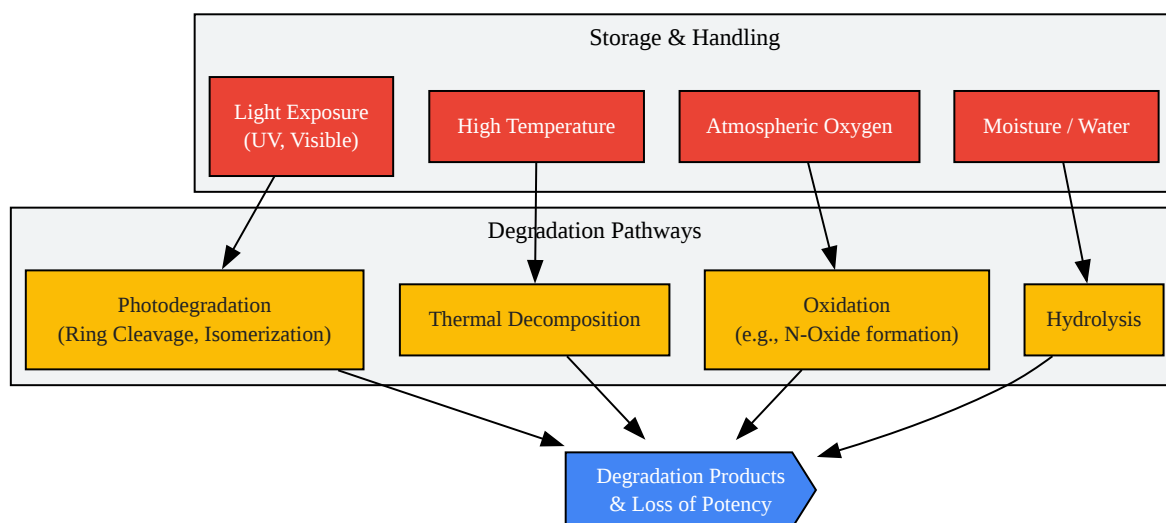 Storage & Handling
Light Exposure
(UV, Visible)
High Temperature
Atmospheric Oxygen
Moisture / Water
Degradation Pathways
Photodegradation
(Ring Cleavage, Isomerization)
Thermal Decomposition
Oxidation
(e.g., N-Oxide formation)
Hydrolysis
Degradation Products
& Loss of Potency